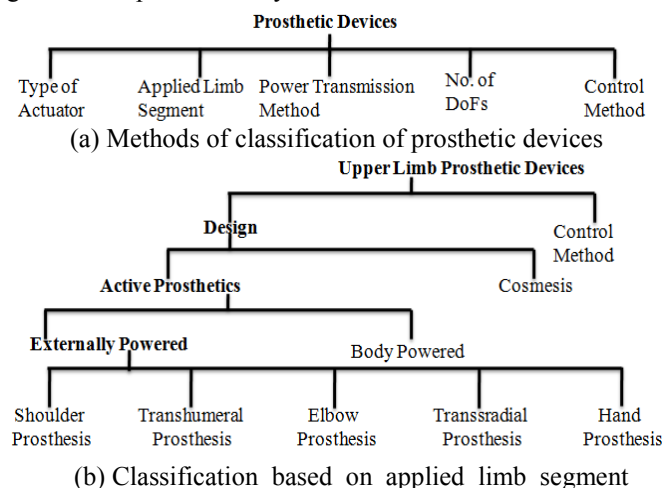 Prosthetic Devices
Type of Actuator
Applied Limb Segment
Power Transmission Method
No. of DoFs
Control Method
(a) Methods of classification of prosthetic devices
Upper Limb Prosthetic Devices
Design
Control Method
Active Prosthetics
Cosmesis
Externally Powered
Body Powered
Shoulder Prosthesis
Transhumeral Prosthesis
Elbow Prosthesis
Transsradial Prosthesis
Hand Prosthesis
(b) Classification based on applied limb segment